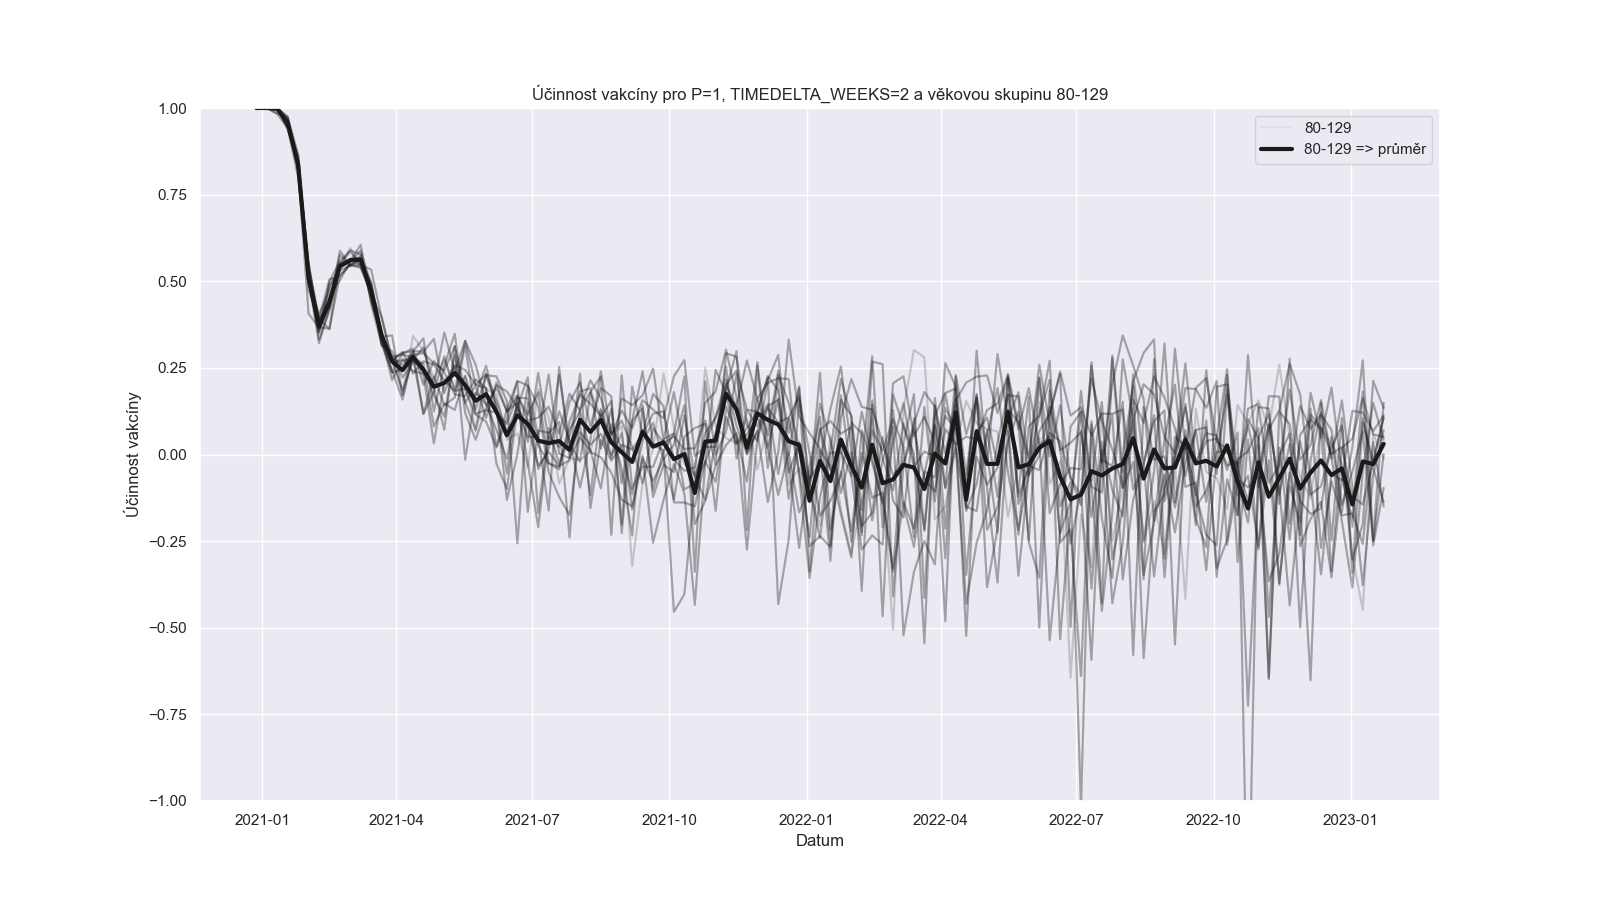 Účinnost vakcíny pro P=1, TIMEDELTA_WEEKS=2 a věkovou skupinu 80-129
80-129
80-129 => průměr
1.00
0.75
0.50
0.25
0.00
−0.25
−0.50
−0.75
−1.00
Účinnost vakcíny
2021-01 2021-04 2021-07 2021-10 2022-01 2022-04 2022-07 2022-10 2023-01
Datum